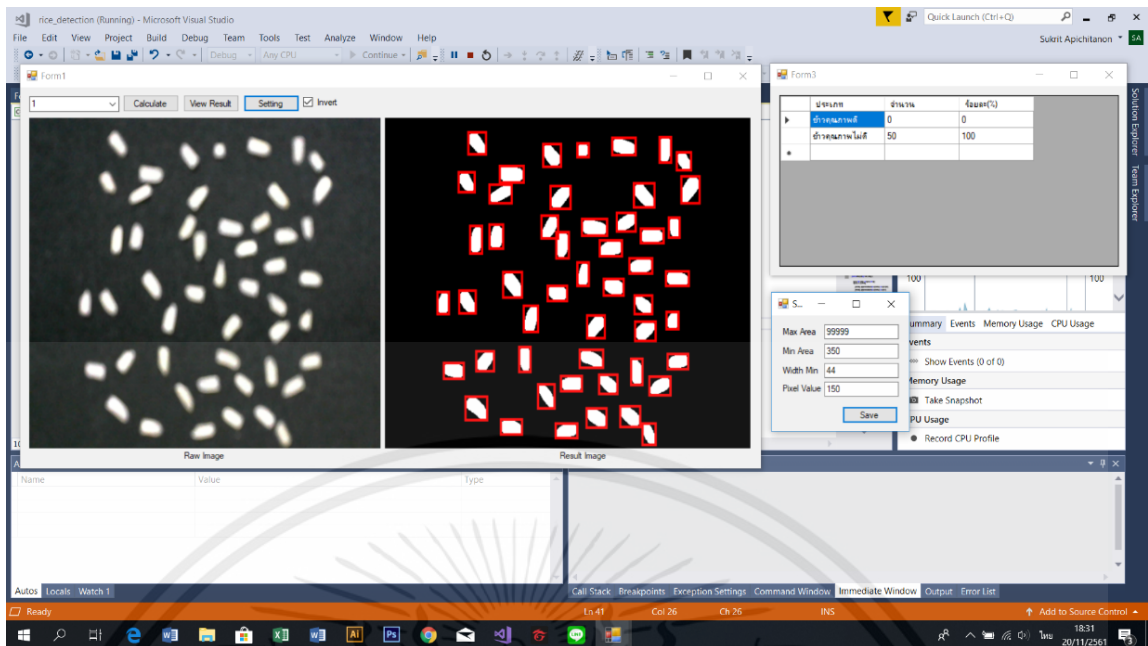 rice_detection (Running) - Microsoft Visual Studio
Quick Launch (Ctrl+Q)
File Edit View Project Build Debug Team Tools Test Analyze Window Help
Sukrit Apichitanon
SA
Debug Any CPU Continue
Form1
1 Calculate View Result Setting Invert
Raw Image Result Image
Form3
ประเภท จำนวน ร้อยละ(%)
ข้าวคุณภาพดี 0 0
ข้าวคุณภาพไม่ดี 50 100
Solution Explorer
Team Explorer
100 100
S...
Max Area 99999
Min Area 350
Width Min 44
Pixel Value 150
Save
ummary Events Memory Usage CPU Usage
vents
Show Events (0 of 0)
Memory Usage
Take Snapshot
PU Usage
Record CPU Profile
Name Value Type
Autos Locals Watch 1
Call Stack Breakpoints Exception Settings Command Window Immediate Window Output Error List
Ready Ln 41 Col 26 Ch 26 INS Add to Source Control
ไทย
18:31
20/11/2561